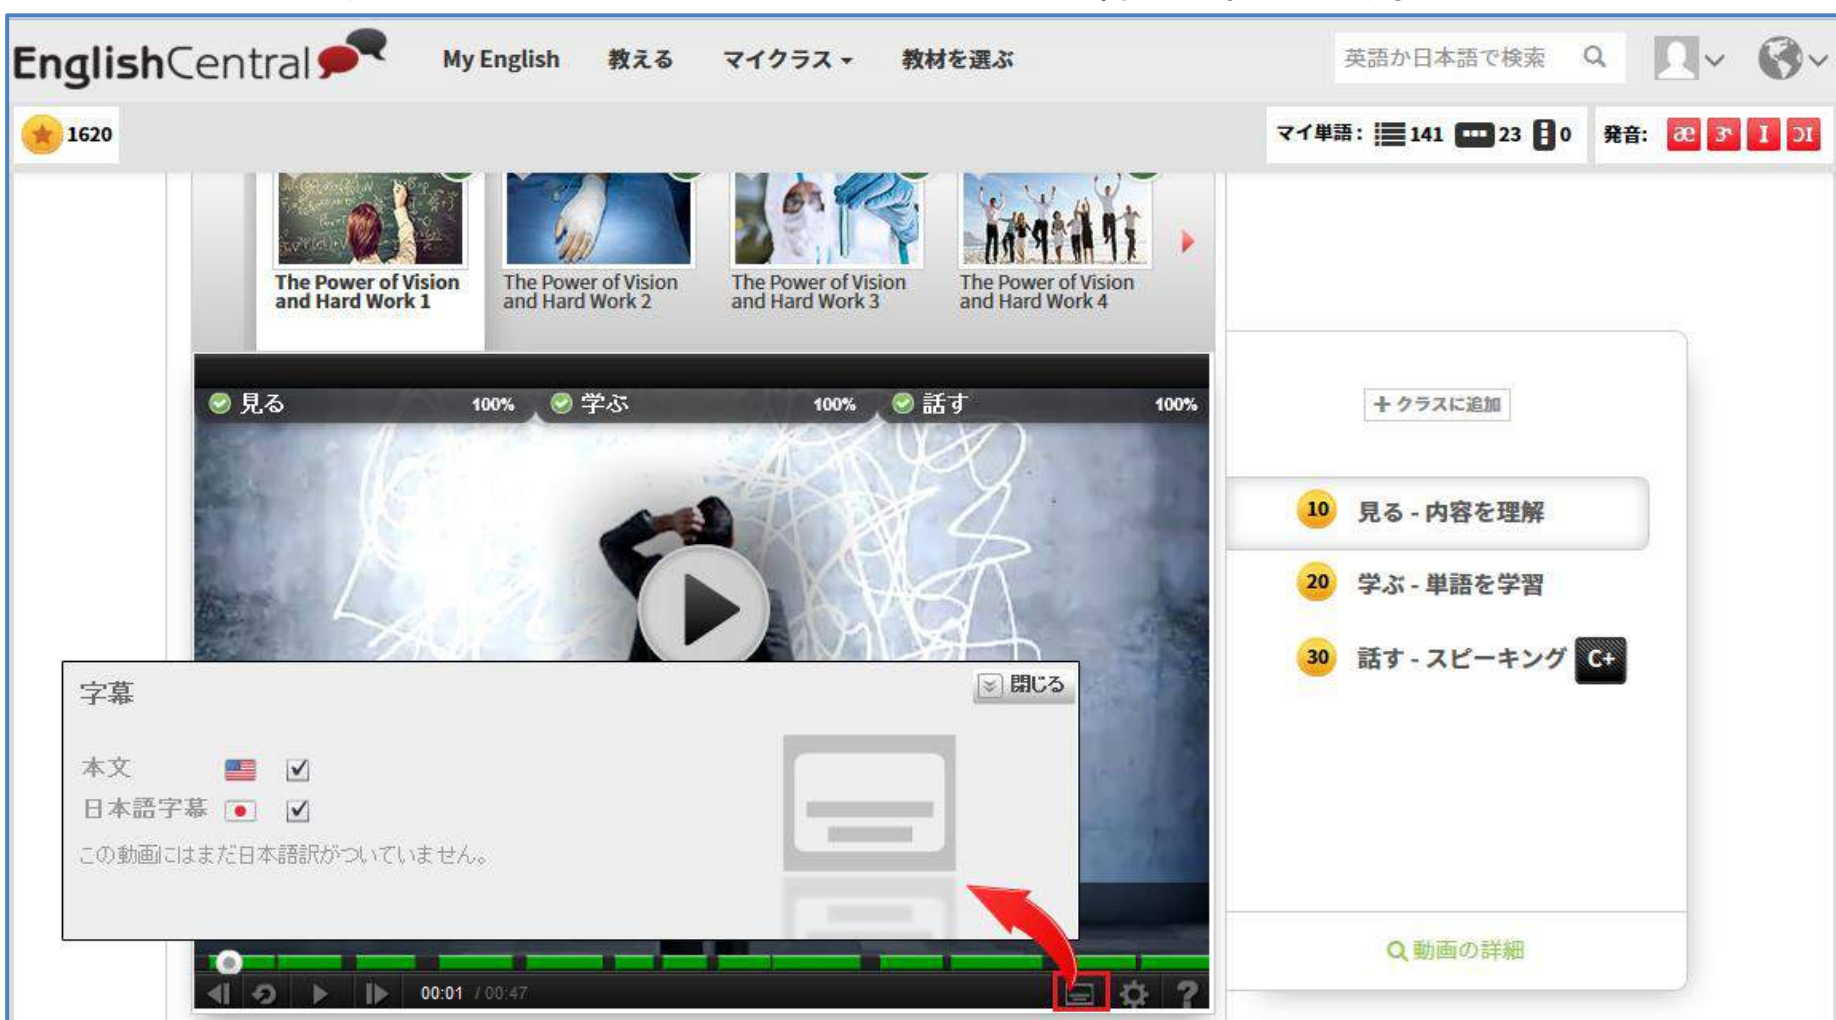 EnglishCentral
My English
教える
マイクラス
教材を選ぶ
英語か日本語で検索
1620
マイ単語: 141 23 0
発音: æ ɝ I ɔI
The Power of Vision
and Hard Work 1
The Power of Vision
and Hard Work 2
The Power of Vision
and Hard Work 3
The Power of Vision
and Hard Work 4
見る 100%
学ぶ 100%
話す 100%
+ クラスに追加
10 見る - 内容を理解
20 学ぶ - 単語を学習
30 話す - スピーキング C+
字幕
閉じる
本文
日本語字幕
この動画にはまだ日本語訳がついていません。
動画の詳細
00:01 / 00:47
?